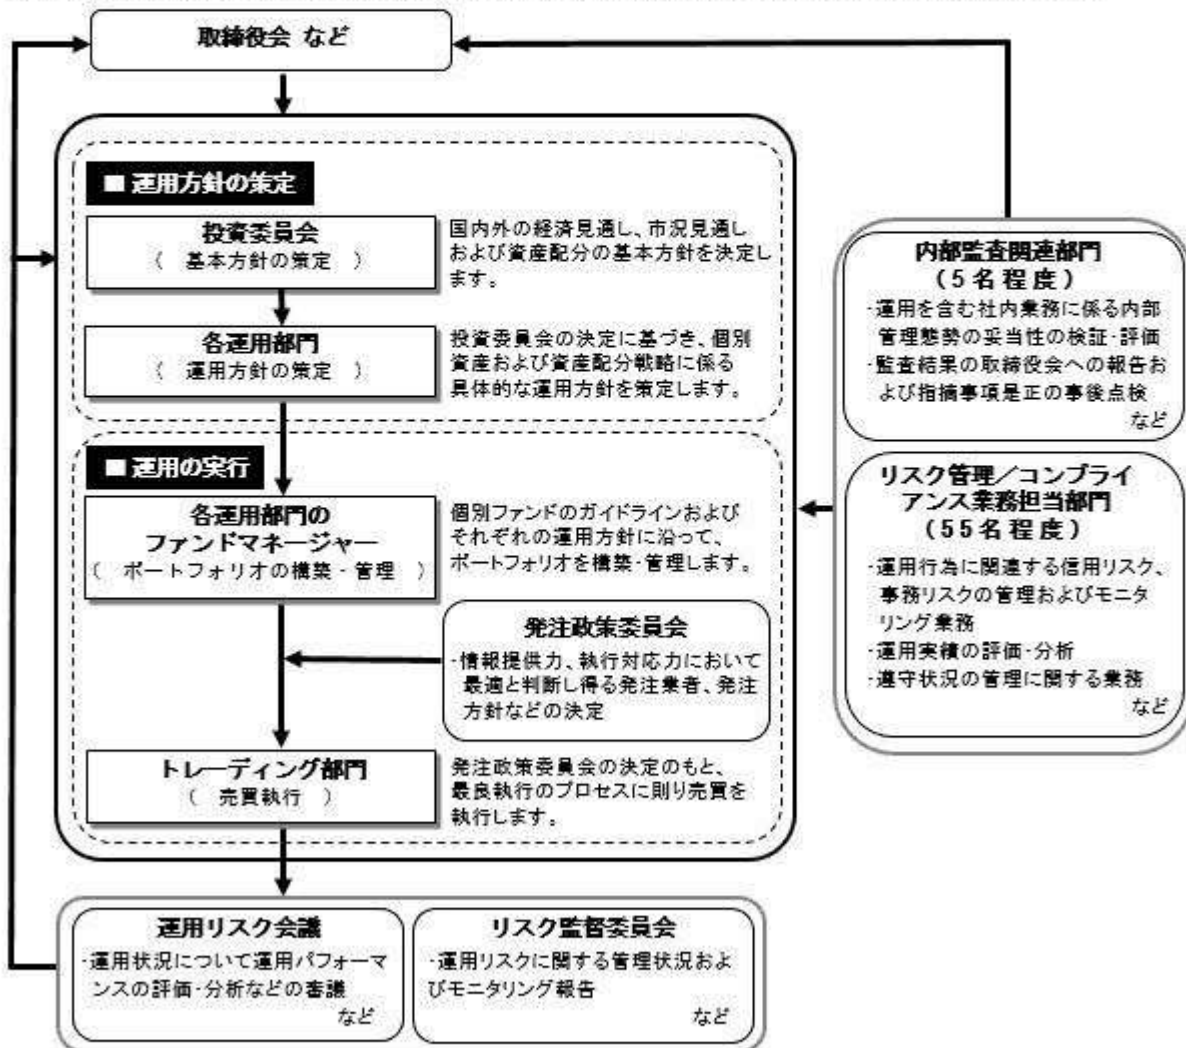 取締役会 など
■ 運用方針の策定
投資委員会
( 基本方針の策定 )
国内外の経済見通し、市況見通し
および資産配分の基本方針を決定し
ます。
各運用部門
( 運用方針の策定 )
投資委員会の決定に基づき、個別
資産および資産配分戦略に係る
具体的な運用方針を策定します。
■ 運用の実行
各運用部門の
ファンドマネージャー
( ポートフォリオの構築・管理 )
個別ファンドのガイドラインおよび
それぞれの運用方針に沿って、
ポートフォリオを構築・管理します。
発注政策委員会
・情報提供力、執行対応力において
最適と判断し得る発注業者、発注
方針などの決定
トレーディング部門
( 売買執行 )
発注政策委員会の決定のもと、
最良執行のプロセスに則り売買を
執行します。
内部監査関連部門
(5名程度)
・運用を含む社内業務に係る内部
管理態勢の妥当性の検証・評価
・監査結果の取締役会への報告お
よび指摘事項是正の事後点検
など
リスク管理／コンプライ
アンス業務担当部門
(55名程度)
・運用行為に関連する信用リスク、
事務リスクの管理およびモニタ
リング業務
・運用実績の評価・分析
・遵守状況の管理に関する業務
など
運用リスク会議
・運用状況について運用パフォーマ
ンスの評価・分析などの審議
など
リスク監督委員会
・運用リスクに関する管理状況およ
びモニタリング報告
など